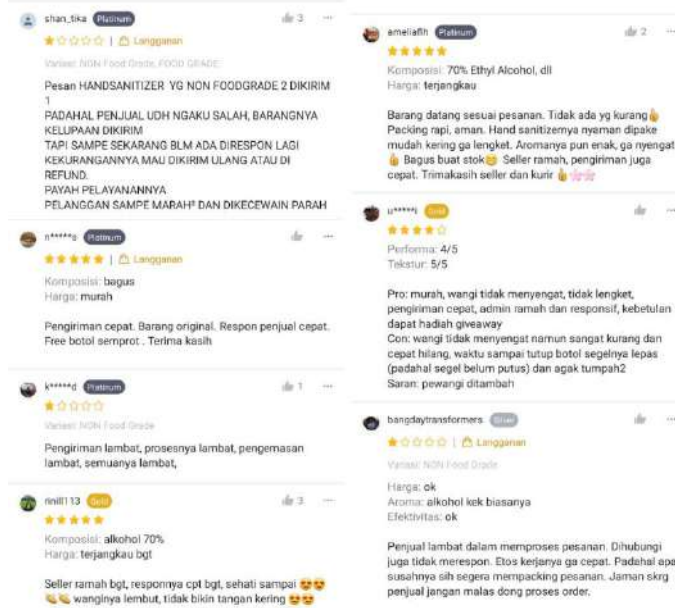 shan_tika Platinum 3
Langganan
Variasi: NON Food Grade, FOOD GRADE
Pesan HANDSANITIZER YG NON FOODGRADE 2 DIKIRIM
1
PADAHAL PENJUAL UDH NGAKU SALAH, BARANGNYA
KELUPAAN DIKIRIM
TAPI SAMPE SEKARANG BLM ADA DIRESPON LAGI
KEKURANGANNYA MAU DIKIRIM ULANG ATAU DI
REFUND.
PAYAH PELAYANANNYA
PELANGGAN SAMPE MARAH² DAN DIKECEWAIN PARAH
n*****s Platinum
Langganan
Komposisi: bagus
Harga: murah
Pengiriman cepat. Barang original. Respon penjual cepat.
Free botol semprot . Terima kasih
k*****d Platinum 1
Variasi: NON Food Grade
Pengiriman lambat, prosesnya lambat, pengemasan
lambat, semuanya lambat,
rinill113 Gold 3
Komposisi: alkohol 70%
Harga: terjangkau bgt
Seller ramah bgt, responnya cpt bgt, sehati sampai 😍😍
👏👏 wanginya lembut, tidak bikin tangan kering 😍😍
ameliafih Platinum 2
Komposisi: 70% Ethyl Alcohol, dll
Harga: terjangkau
Barang datang sesuai pesanan. Tidak ada yg kurang👍
Packing rapi, aman. Hand sanitizernya nyaman dipake
mudah kering ga lengket. Aromanya pun enak, ga nyengat
👍 Bagus buat stok😊 Seller ramah, pengiriman juga
cepat. Trimakasih seller dan kurir 👍🌸🌸
u*****i Gold
Performa: 4/5
Tekstur: 5/5
Pro: murah, wangi tidak menyengat, tidak lengket,
pengiriman cepat, admin ramah dan responsif, kebetulan
dapat hadiah giveaway
Con: wangi tidak menyengat namun sangat kurang dan
cepat hilang, waktu sampai tutup botol segelnya lepas
(padahal segel belum putus) dan agak tumpah2
Saran: pewangi ditambah
bangdaytransformers Silver
Langganan
Variasi: NON Food Grade
Harga: ok
Aroma: alkohol kek biasanya
Efektivitas: ok
Penjual lambat dalam memproses pesanan. Dihubungi
juga tidak merespon. Etos kerjanya ga cepat. Padahal apa
susahnya sih segera mempacking pesanan. Jaman skrg
penjual jangan malas dong proses order.